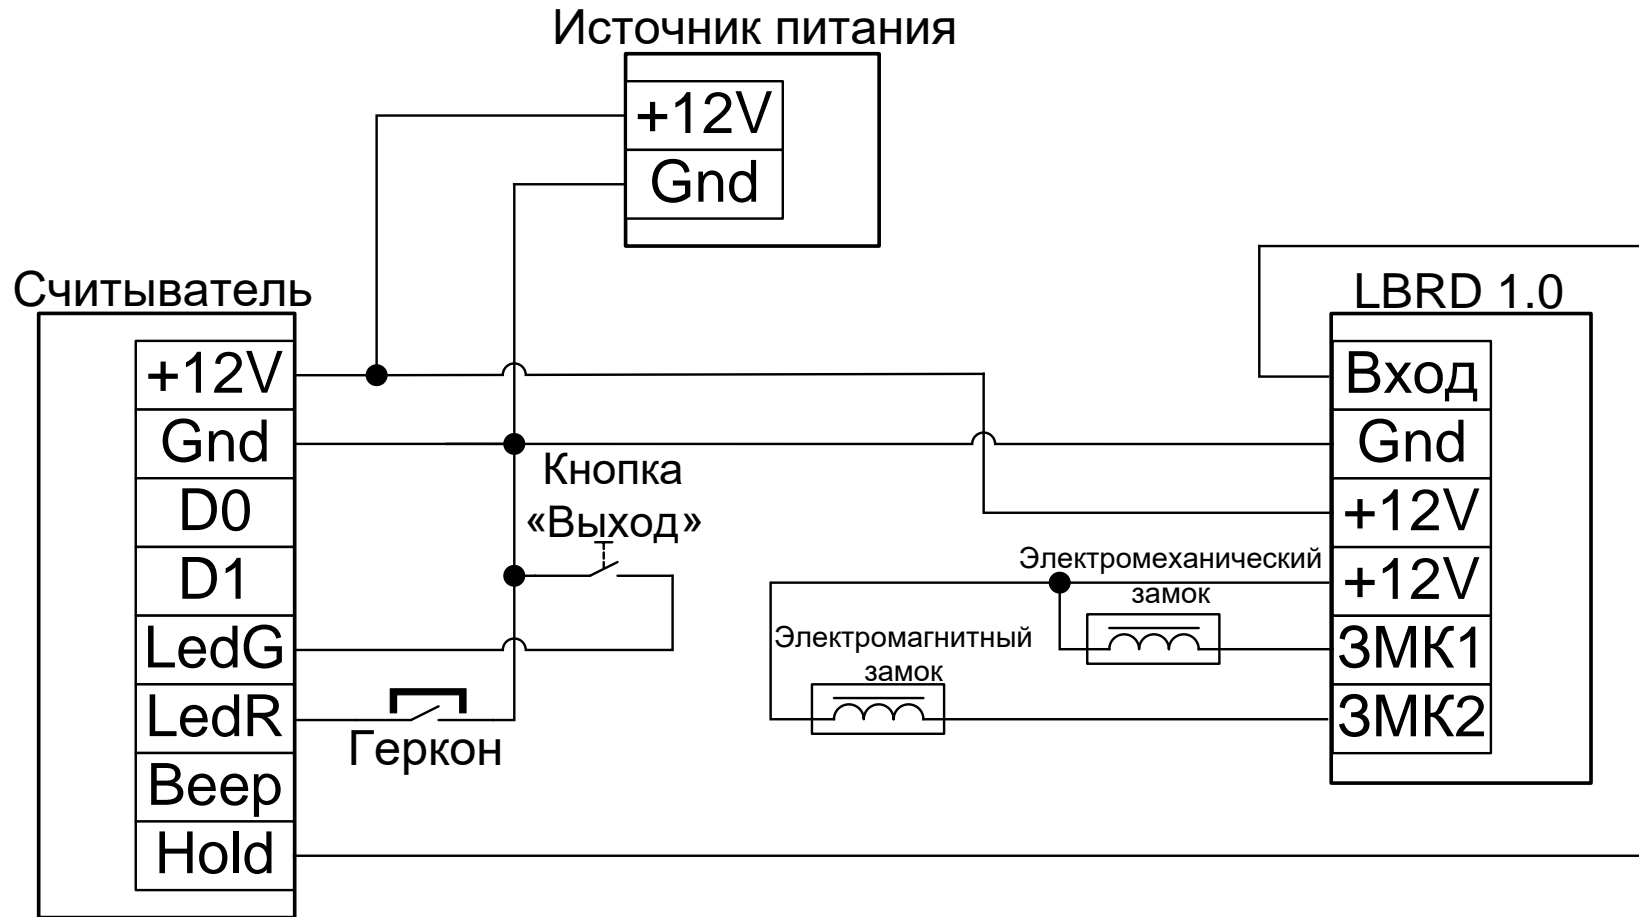 Источник питания
+12V
Gnd
Считыватель
+12V
Gnd
D0
D1
LedG
LedR
Beep
Hold
Кнопка
«Выход»
Геркон
LBRD 1.0
Вход
Gnd
+12V
+12V
ЗМК1
ЗМК2
Электромеханический
замок
Электромагнитный
замок